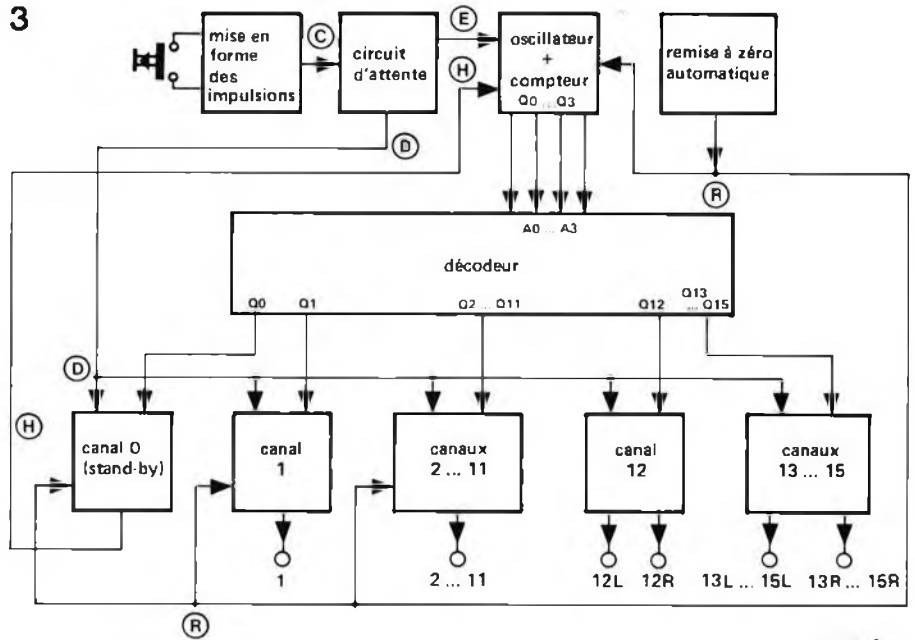 3
mise en
forme
des
impulsions
C
circuit
d'attente
E
H
oscillateur
+
compteur
Q0 ... Q3
remise à zéro
automatique
D
R
A0 ... A3
décodeur
Q0
Q1
Q2 ... Q11
Q12
Q13
... Q15
D
H
canal 0
(stand-by)
canal
1
canaux
2 ... 11
canal
12
canaux
13 ... 15
1
2 ... 11
12L
12R
13L ... 15L
13R ... 15R
R